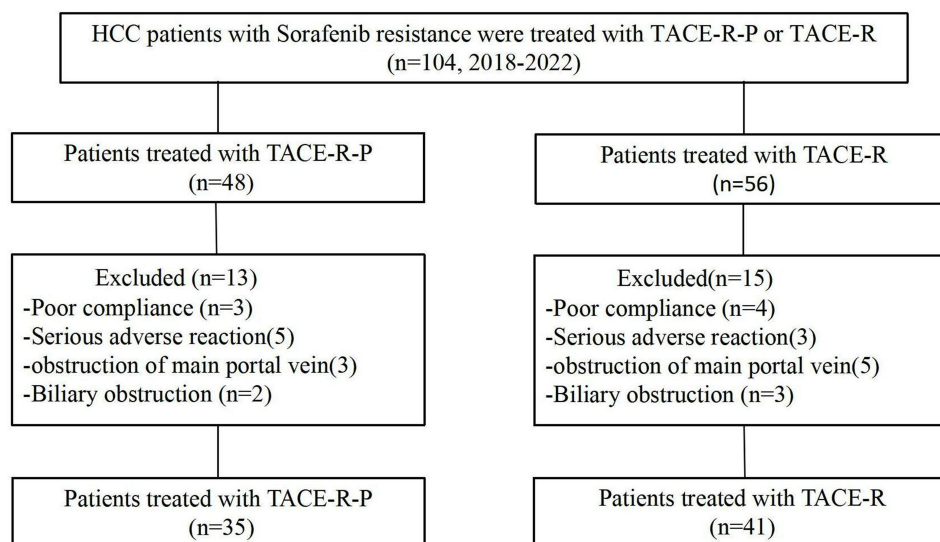 HCC patients with Sorafenib resistance were treated with TACE-R-P or TACE-R
(n=104, 2018-2022)
Patients treated with TACE-R-P
(n=48)
Patients treated with TACE-R
(n=56)
Excluded (n=13)
-Poor compliance (n=3)
-Serious adverse reaction(5)
-obstruction of main portal vein(3)
-Biliary obstruction (n=2)
Excluded(n=15)
-Poor compliance (n=4)
-Serious adverse reaction(3)
-obstruction of main portal vein(5)
-Biliary obstruction (n=3)
Patients treated with TACE-R-P
(n=35)
Patients treated with TACE-R
(n=41)